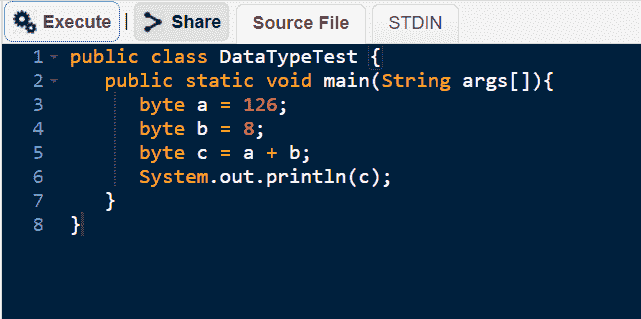 Execute | Share Source File STDIN
1 public class DataTypeTest {
2 public static void main(String args[]){
3 byte a = 126;
4 byte b = 8;
5 byte c = a + b;
6 System.out.println(c);
7 }
8 }